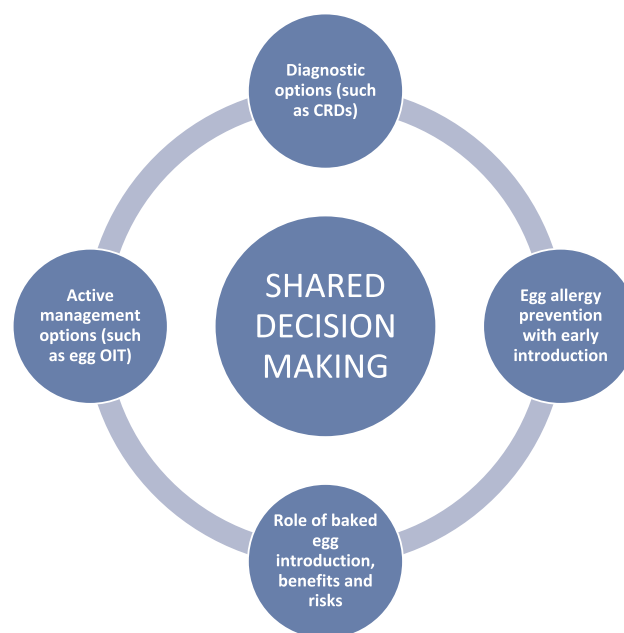 Diagnostic
options (such
as CRDs)
SHARED
DECISION
MAKING
Active
management
options (such
as egg OIT)
Egg allergy
prevention
with early
introduction
Role of baked
egg
introduction,
benefits and
risks